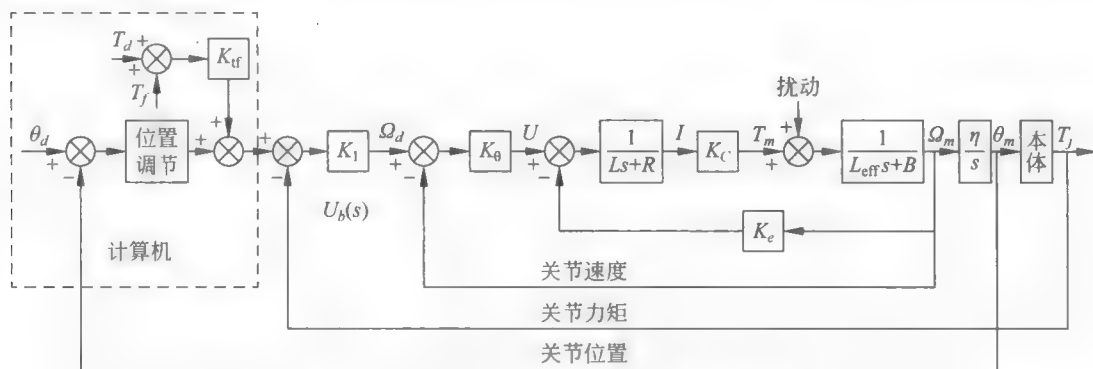 T_d + K_tf
+
T_f
扰动
θ_d 位置调节 + + K_1 Ω_d K_θ U 1/(Ls+R) I K_C T_m 1/(L_eff s+B) Ω_m η/s θ_m 本体 T_j
+ − + + − + − + − + +
U_b(s)
K_e
计算机
关节速度
关节力矩
关节位置